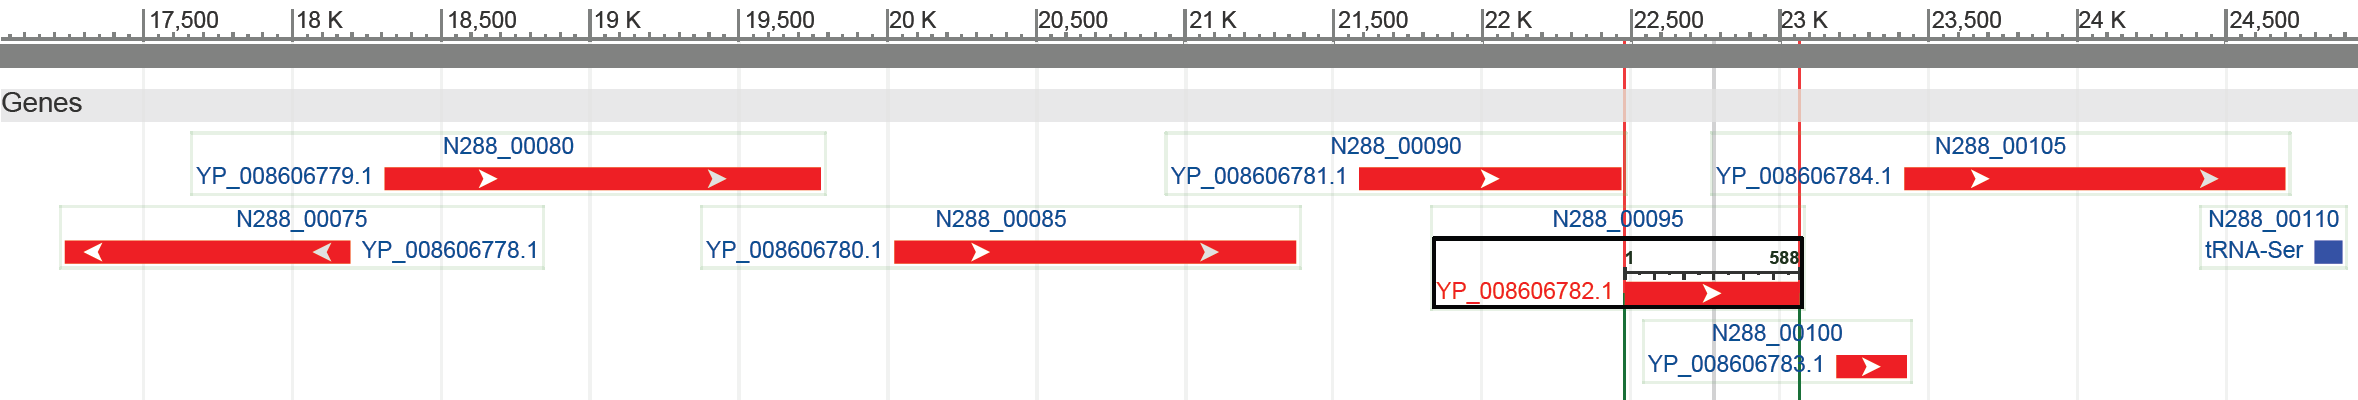 17,500 18 K 18,500 19 K 19,500 20 K 20,500 21 K 21,500 22 K 22,500 23 K 23,500 24 K 24,500
Genes
N288_00080 N288_00090 N288_00105
YP_008606779.1 YP_008606781.1 YP_008606784.1
N288_00075 N288_00085 N288_00095 N288_00110
YP_008606778.1 YP_008606780.1 tRNA-Ser
1 588
YP_008606782.1
N288_00100
YP_008606783.1